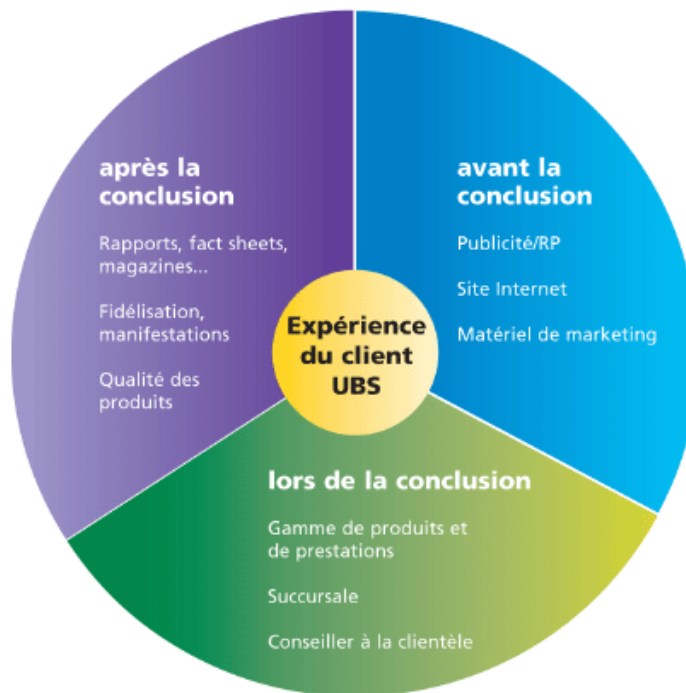 après la
conclusion
Rapports, fact sheets,
magazines...
Fidélisation,
manifestations
Qualité des
produits
avant la
conclusion
Publicité/RP
Site Internet
Matériel de marketing
Expérience
du client
UBS
lors de la conclusion
Gamme de produits et
de prestations
Succursale
Conseiller à la clientèle